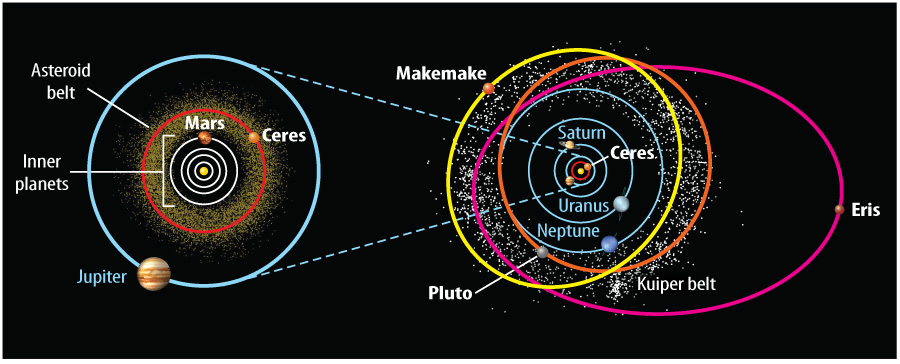 Asteroid
belt
Mars
Ceres
Inner
planets
Jupiter
Makemake
Saturn
Ceres
Uranus
Neptune
Eris
Pluto
Kuiper belt